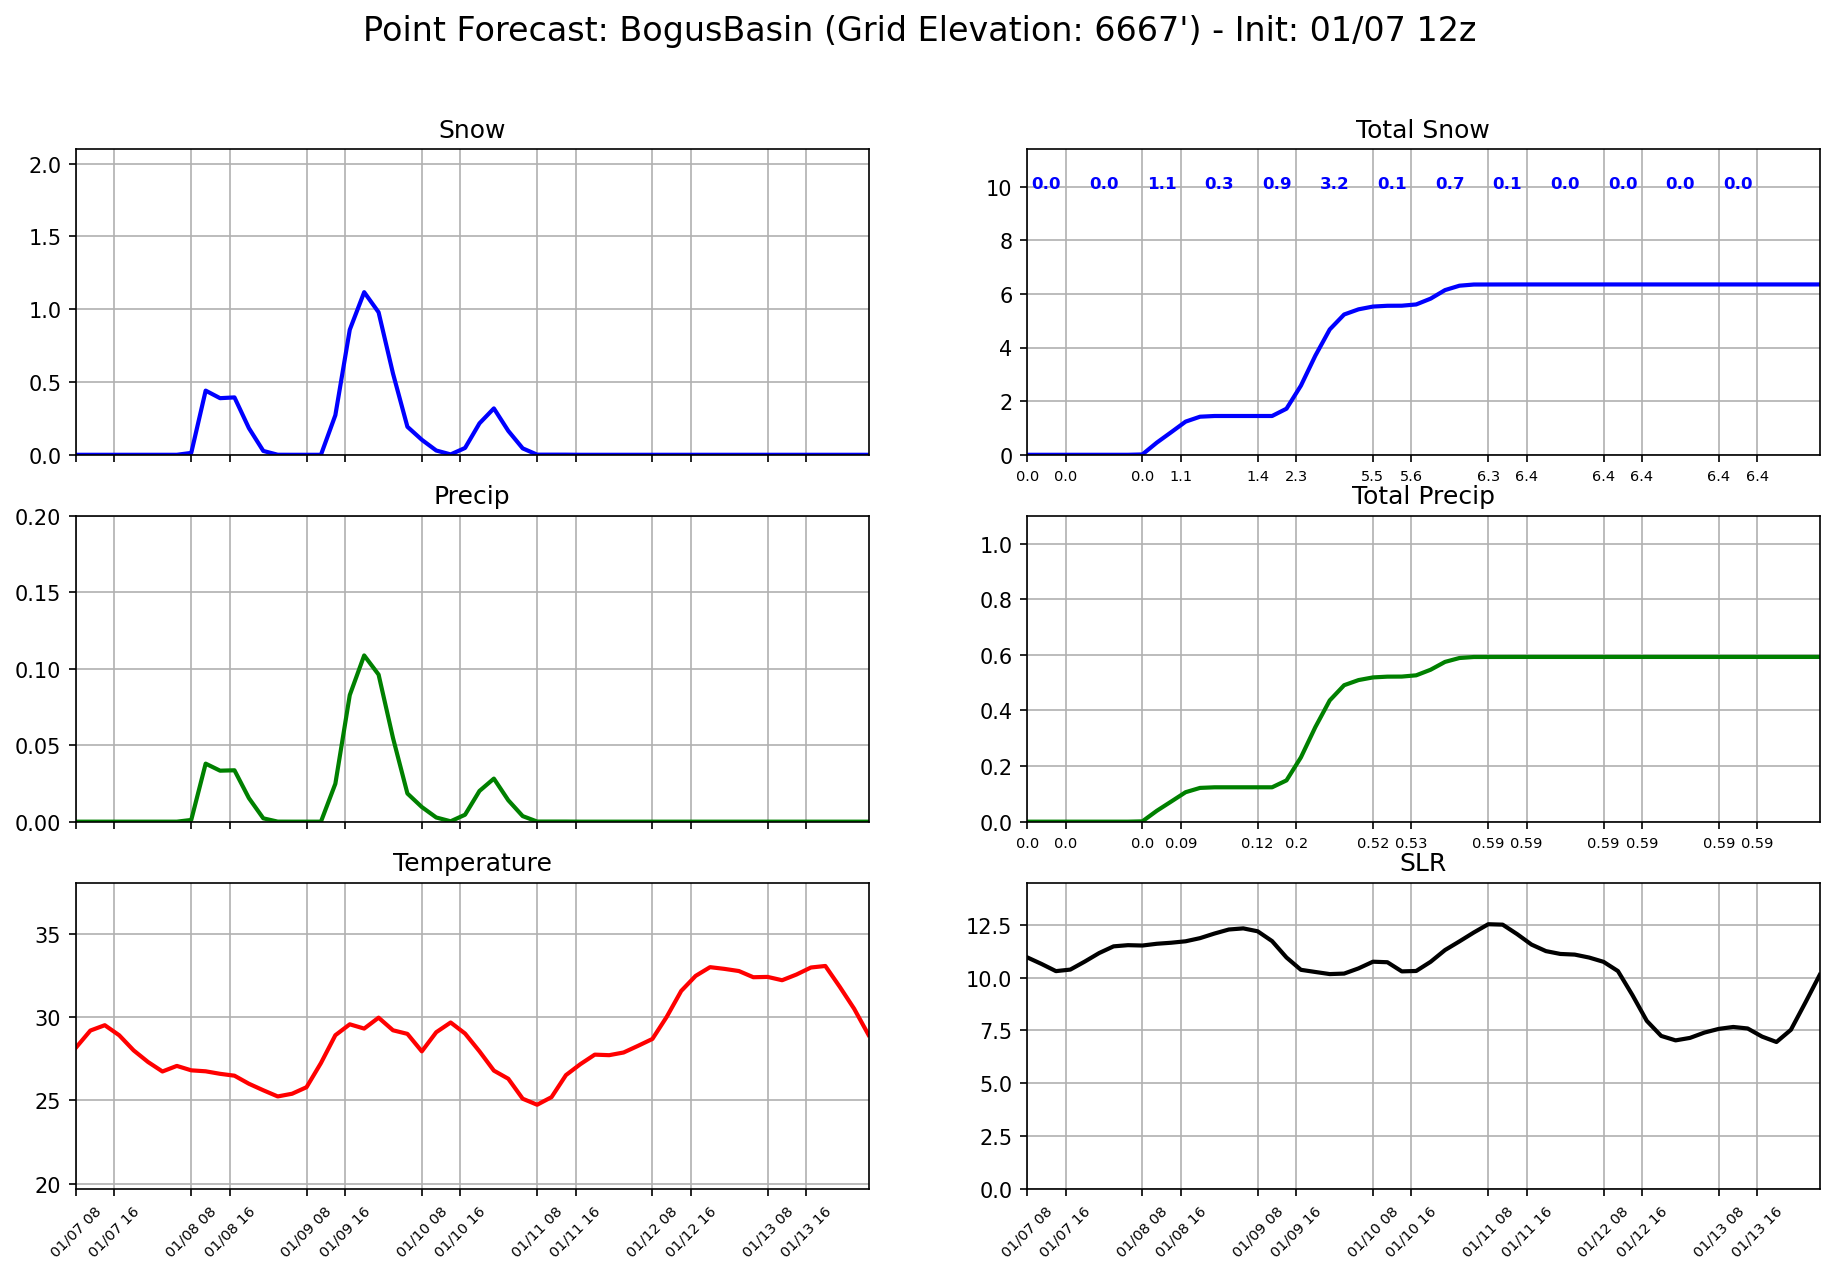 Point Forecast: BogusBasin (Grid Elevation: 6667') - Init: 01/07 12z
Snow
2.0
1.5
1.0
0.5
0.0
Total Snow
10
8
6
4
2
0
0.0 0.0 1.1 0.3 0.9 3.2 0.1 0.7 0.1 0.0 0.0 0.0 0.0
0.0 0.0 0.0 1.1 1.4 2.3 5.5 5.6 6.3 6.4 6.4 6.4 6.4 6.4
Precip
0.20
0.15
0.10
0.05
0.00
Total Precip
1.0
0.8
0.6
0.4
0.2
0.0
0.0 0.0 0.0 0.09 0.12 0.2 0.52 0.53 0.59 0.59 0.59 0.59 0.59 0.59
Temperature
35
30
25
20
01/07 08 01/07 16 01/08 08 01/08 16 01/09 08 01/09 16 01/10 08 01/10 16 01/11 08 01/11 16 01/12 08 01/12 16 01/13 08 01/13 16
SLR
12.5
10.0
7.5
5.0
2.5
0.0
01/07 08 01/07 16 01/08 08 01/08 16 01/09 08 01/09 16 01/10 08 01/10 16 01/11 08 01/11 16 01/12 08 01/12 16 01/13 08 01/13 16